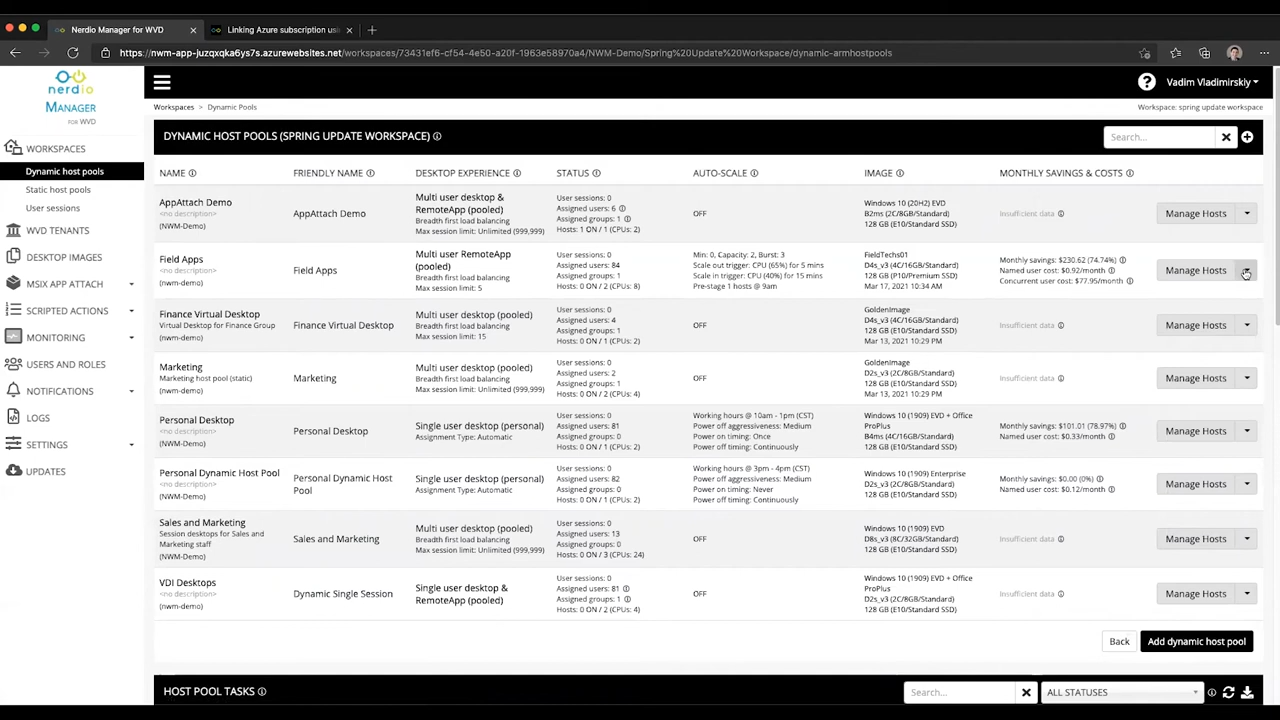 Nerdio Manager for WVD
Linking Azure subscription usi
https://nwm-app-juzqxqka6ys7s.azurewebsites.net/workspaces/73431ef6-cf54-4e50-a20f-1963e58970a4/NWM-Demo/Spring%20Update%20Workspace/dynamic-armhostpools
nerdio
MANAGER
FOR WVD
Vadim Vladimirskiy
Workspaces > Dynamic Pools
Workspace: spring update workspace
WORKSPACES
Dynamic host pools
Static host pools
User sessions
WVD TENANTS
DESKTOP IMAGES
MSIX APP ATTACH
SCRIPTED ACTIONS
MONITORING
USERS AND ROLES
NOTIFICATIONS
LOGS
SETTINGS
UPDATES
DYNAMIC HOST POOLS (SPRING UPDATE WORKSPACE)
Search...
NAME
FRIENDLY NAME
DESKTOP EXPERIENCE
STATUS
AUTO-SCALE
IMAGE
MONTHLY SAVINGS & COSTS
AppAttach Demo
<no description>
(NWM-Demo)
AppAttach Demo
Multi user desktop &
RemoteApp (pooled)
Breadth first load balancing
Max session limit: Unlimited (999,999)
User sessions: 0
Assigned users: 6
Assigned groups: 1
Hosts: 1 ON / 1 (CPUs: 2)
OFF
Windows 10 (20H2) EVD
B2ms (2C/8GB/Standard)
128 GB (E10/Standard SSD)
Insufficient data
Manage Hosts
Field Apps
<no description>
(nwm-demo)
Field Apps
Multi user RemoteApp
(pooled)
Breadth first load balancing
Max session limit: 5
User sessions: 0
Assigned users: 84
Assigned groups: 1
Hosts: 0 ON / 2 (CPUs: 8)
Min: 0, Capacity: 2, Burst: 3
Scale out trigger: CPU (65%) for 5 mins
Scale in trigger: CPU (40%) for 15 mins
Pre-stage 1 hosts @ 9am
FieldTechs01
D4s_v3 (4C/16GB/Standard)
128 GB (P10/Premium SSD)
Mar 17, 2021 10:34 AM
Monthly savings: $230.62 (74.74%)
Named user cost: $0.92/month
Concurrent user cost: $77.95/month
Manage Hosts
Finance Virtual Desktop
Virtual Desktop for Finance Group
(nwm-demo)
Finance Virtual Desktop
Multi user desktop (pooled)
Breadth first load balancing
Max session limit: 15
User sessions: 0
Assigned users: 4
Assigned groups: 1
Hosts: 0 ON / 1 (CPUs: 2)
OFF
GoldenImage
D4s_v3 (4C/16GB/Standard)
128 GB (E10/Standard SSD)
Mar 13, 2021 10:29 PM
Insufficient data
Manage Hosts
Marketing
Marketing host pool (static)
(nwm-demo)
Marketing
Multi user desktop (pooled)
Breadth first load balancing
Max session limit: Unlimited (999,999)
User sessions: 0
Assigned users: 2
Assigned groups: 1
Hosts: 0 ON / 2 (CPUs: 4)
OFF
GoldenImage
D2s_v3 (2C/8GB/Standard)
128 GB (E10/Standard SSD)
Mar 13, 2021 10:29 PM
Insufficient data
Manage Hosts
Personal Desktop
<no description>
(NWM-Demo)
Personal Desktop
Single user desktop (personal)
Assignment Type: Automatic
User sessions: 0
Assigned users: 81
Assigned groups: 0
Hosts: 0 ON / 1 (CPUs: 2)
Working hours @ 10am - 1pm (CST)
Power off aggressiveness: Medium
Power on timing: Once
Power off timing: Continuously
Windows 10 (1909) EVD + Office
ProPlus
B4ms (4C/16GB/Standard)
128 GB (E10/Standard SSD)
Monthly savings: $101.01 (78.97%)
Named user cost: $0.33/month
Manage Hosts
Personal Dynamic Host Pool
<no description>
(NWM-Demo)
Personal Dynamic Host
Pool
Single user desktop (personal)
Assignment Type: Automatic
User sessions: 0
Assigned users: 82
Assigned groups: 0
Hosts: 0 ON / 1 (CPUs: 2)
Working hours @ 3pm - 4pm (CST)
Power off aggressiveness: Medium
Power on timing: Never
Power off timing: Continuously
Windows 10 (1909) Enterprise
D2s_v3 (2C/8GB/Standard)
128 GB (E10/Standard SSD)
Monthly savings: $0.00 (0%)
Named user cost: $0.12/month
Manage Hosts
Sales and Marketing
Session desktops for Sales and
Marketing staff
(NWM-Demo)
Sales and Marketing
Multi user desktop (pooled)
Breadth first load balancing
Max session limit: Unlimited (999,999)
User sessions: 0
Assigned users: 13
Assigned groups: 0
Hosts: 0 ON / 3 (CPUs: 24)
OFF
Windows 10 (1909) EVD
D8s_v3 (8C/32GB/Standard)
128 GB (E10/Standard SSD)
Insufficient data
Manage Hosts
VDI Desktops
<no description>
(nwm-demo)
Dynamic Single Session
Single user desktop &
RemoteApp (pooled)
User sessions: 0
Assigned users: 81
Assigned groups: 1
Hosts: 0 ON / 2 (CPUs: 4)
OFF
Windows 10 (1909) EVD + Office
ProPlus
D2s_v3 (2C/8GB/Standard)
128 GB (E10/Standard SSD)
Insufficient data
Manage Hosts
Back
Add dynamic host pool
HOST POOL TASKS
Search...
ALL STATUSES